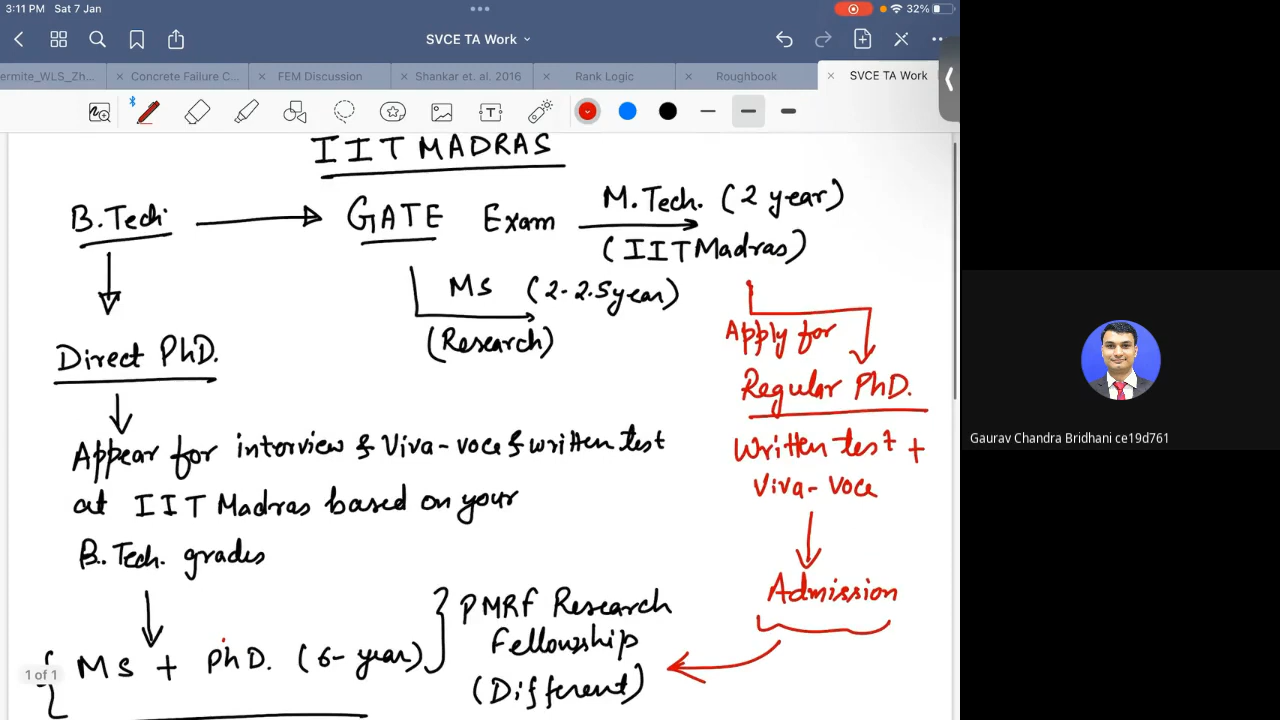 3:11 PM Sat 7 Jan
32%
SVCE TA Work
ermite_WLS_Zh...
Concrete Failure C...
FEM Discussion
Shankar et. al. 2016
Rank Logic
Roughbook
SVCE TA Work
IIT MADRAS
B.Tech.
GATE Exam
M.Tech. (2 year)
(IIT Madras)
MS (2-2.5 year)
(Research)
Apply for
Regular PhD.
Written test +
Viva-Voce
Admission
Direct PhD.
Appear for interview & Viva-voce & written test
at IIT Madras based on your
B.Tech. grades
MS + PhD. (6-year)
PMRF Research
Fellowship
(Different)
1 of 1
Gaurav Chandra Bridhani ce19d761